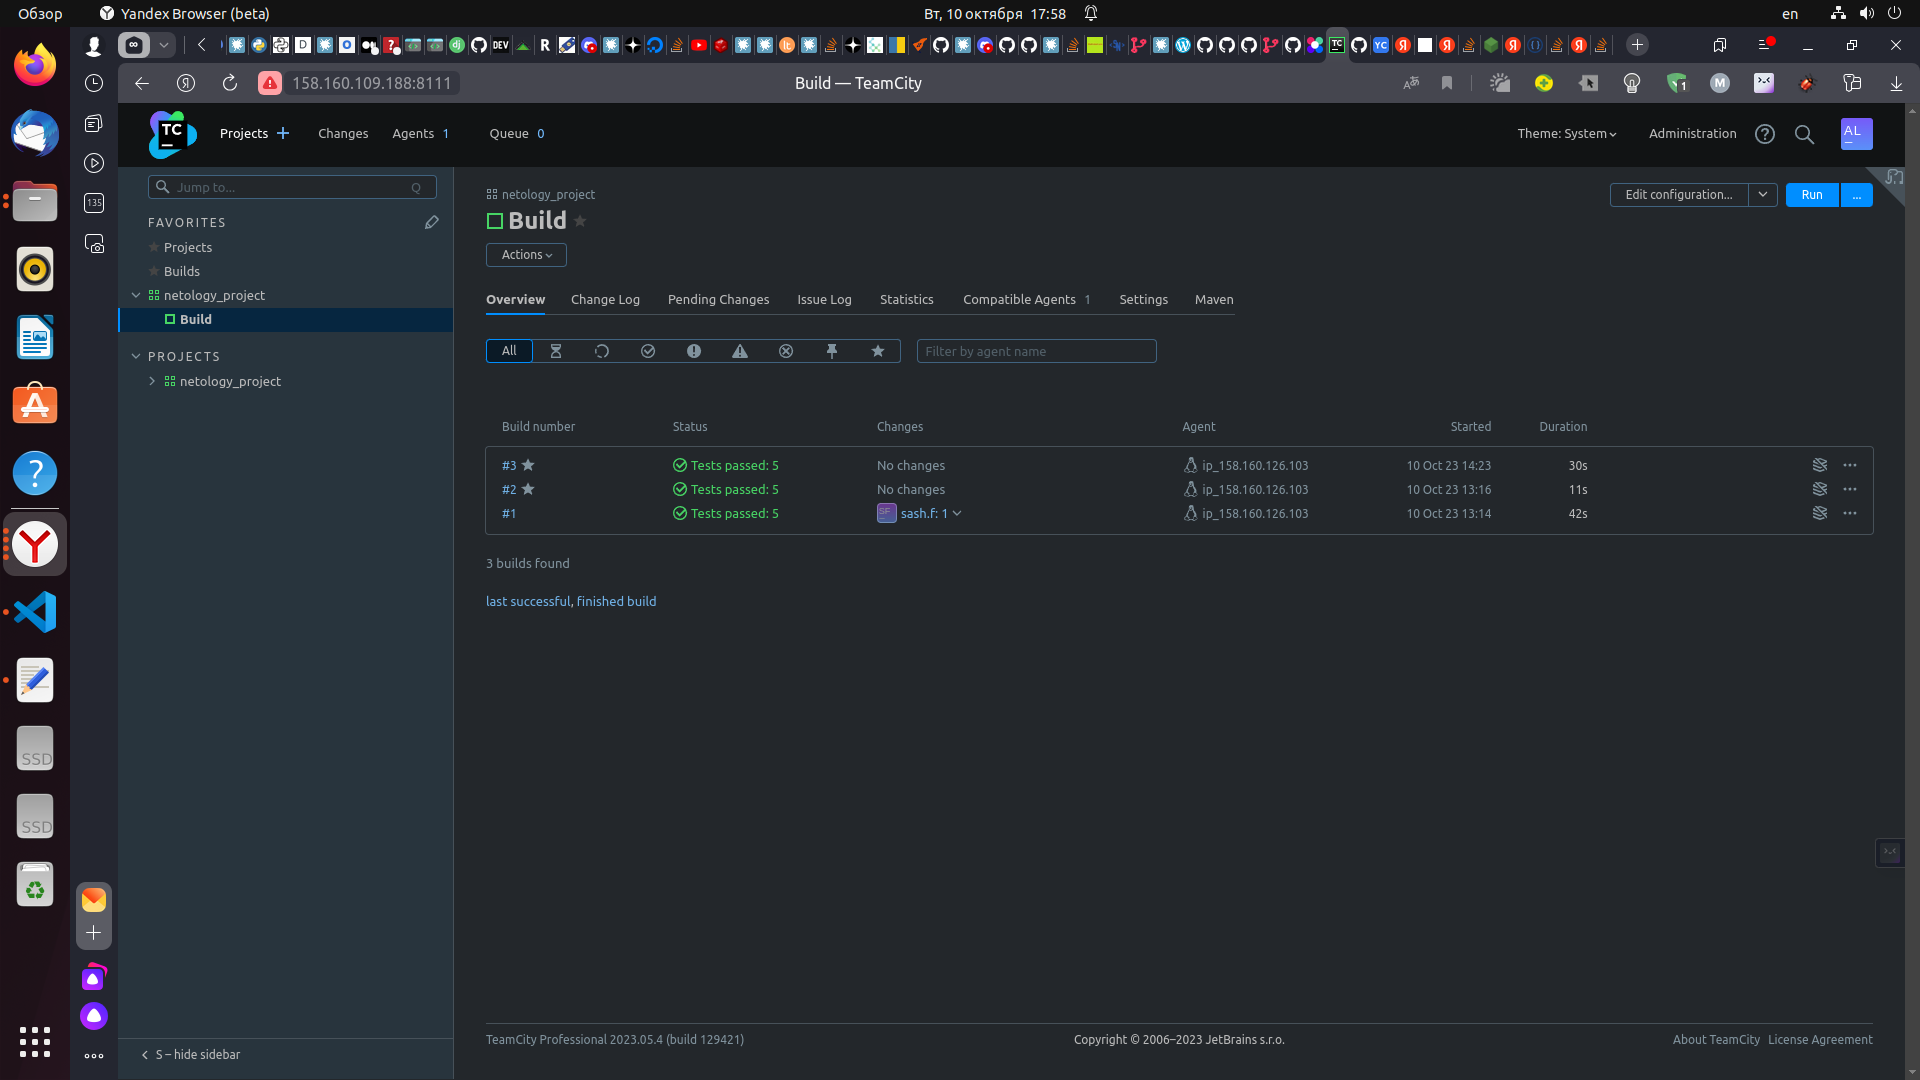 Обзор
Yandex Browser (beta)
Вт, 10 октября 17:58
en
158.160.109.188:8111
Build — TeamCity
TC
Projects
Changes
Agents 1
Queue 0
Theme: System
Administration
AL
135
Jump to...
Q
FAVORITES
Projects
Builds
netology_project
Build
PROJECTS
netology_project
netology_project
Build
Edit configuration...
Run
...
Actions
Overview
Change Log
Pending Changes
Issue Log
Statistics
Compatible Agents 1
Settings
Maven
All
Filter by agent name
Build number
Status
Changes
Agent
Started
Duration
#3 Tests passed: 5 No changes ip_158.160.126.103 10 Oct 23 14:23 30s
#2 Tests passed: 5 No changes ip_158.160.126.103 10 Oct 23 13:16 11s
#1 Tests passed: 5 SF sash.f: 1 ip_158.160.126.103 10 Oct 23 13:14 42s
3 builds found
last successful, finished build
SSD
SSD
S – hide sidebar
TeamCity Professional 2023.05.4 (build 129421)
Copyright © 2006–2023 JetBrains s.r.o.
About TeamCity
License Agreement